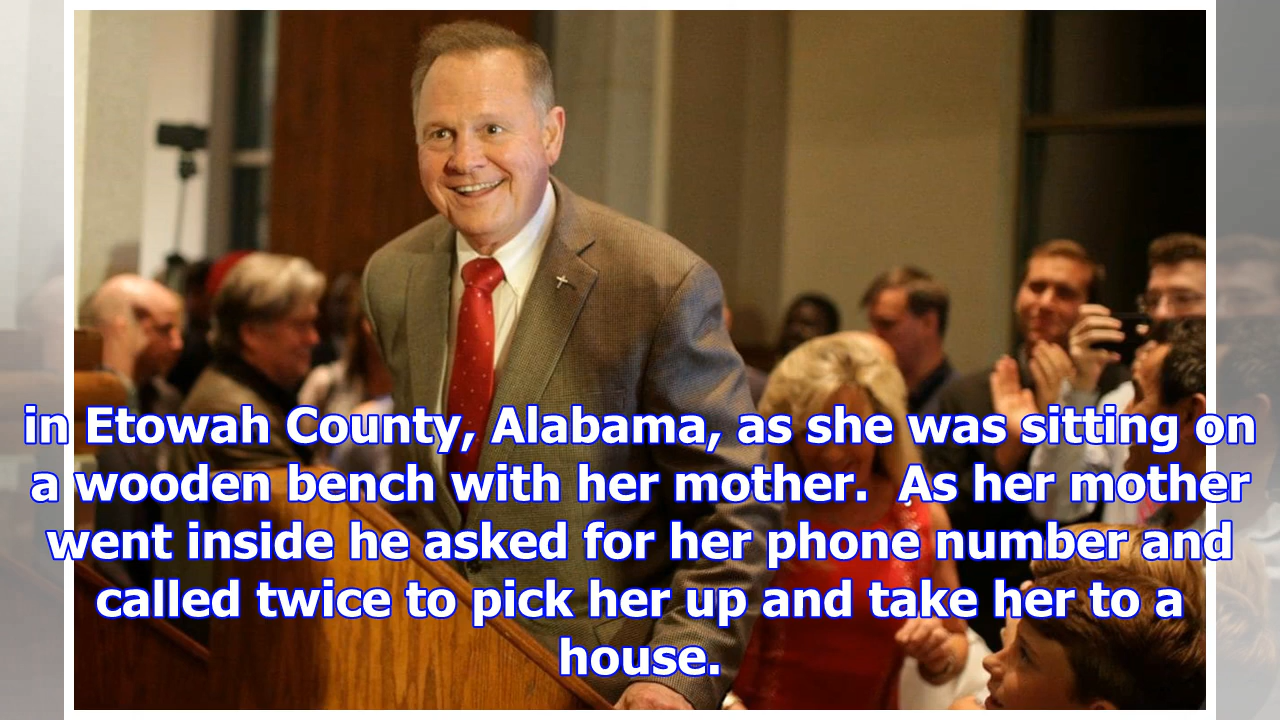 in Etowah County, Alabama, as she was sitting on
a wooden bench with her mother.  As her mother
went inside he asked for her phone number and
called twice to pick her up and take her to a
house.